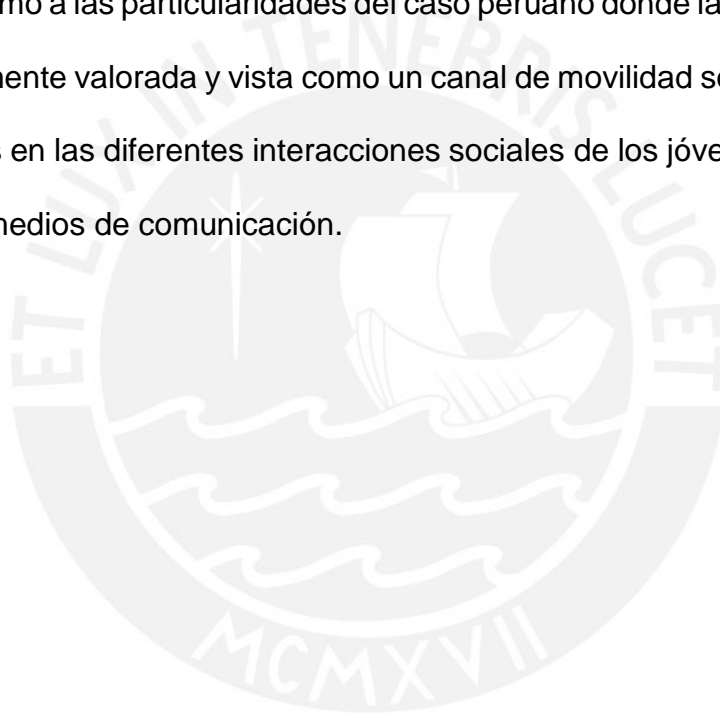 mo a las particularidades del caso peruano donde la
nente valorada y vista como un canal de movilidad so
s en las diferentes interacciones sociales de los jóve
medios de comunicación.
ET LUX IN TENEBRIS LUCET
MCMXVII